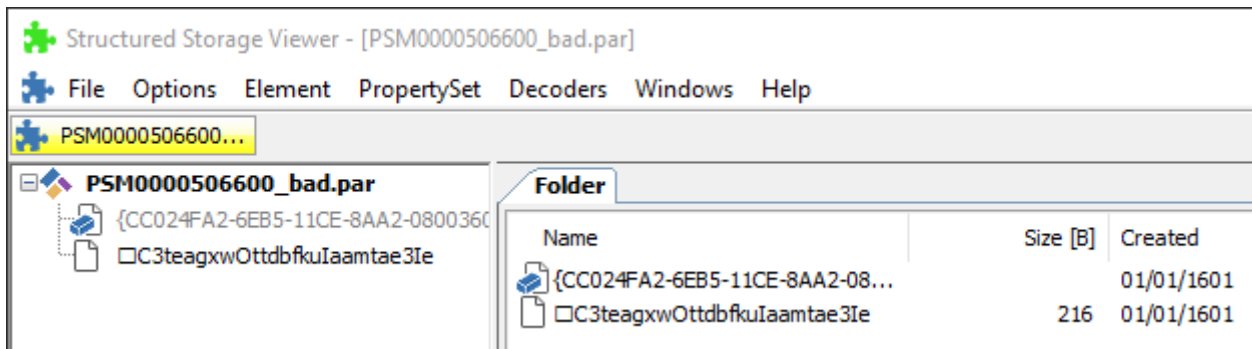 Structured Storage Viewer - [PSM0000506600_bad.par]
File Options Element PropertySet Decoders Windows Help
PSM0000506600...
PSM0000506600_bad.par
{CC024FA2-6EB5-11CE-8AA2-080036(
□C3teagxwOttdbfkuIaamtae3Ie
Folder
Name Size [B] Created
{CC024FA2-6EB5-11CE-8AA2-08... 01/01/1601
□C3teagxwOttdbfkuIaamtae3Ie 216 01/01/1601